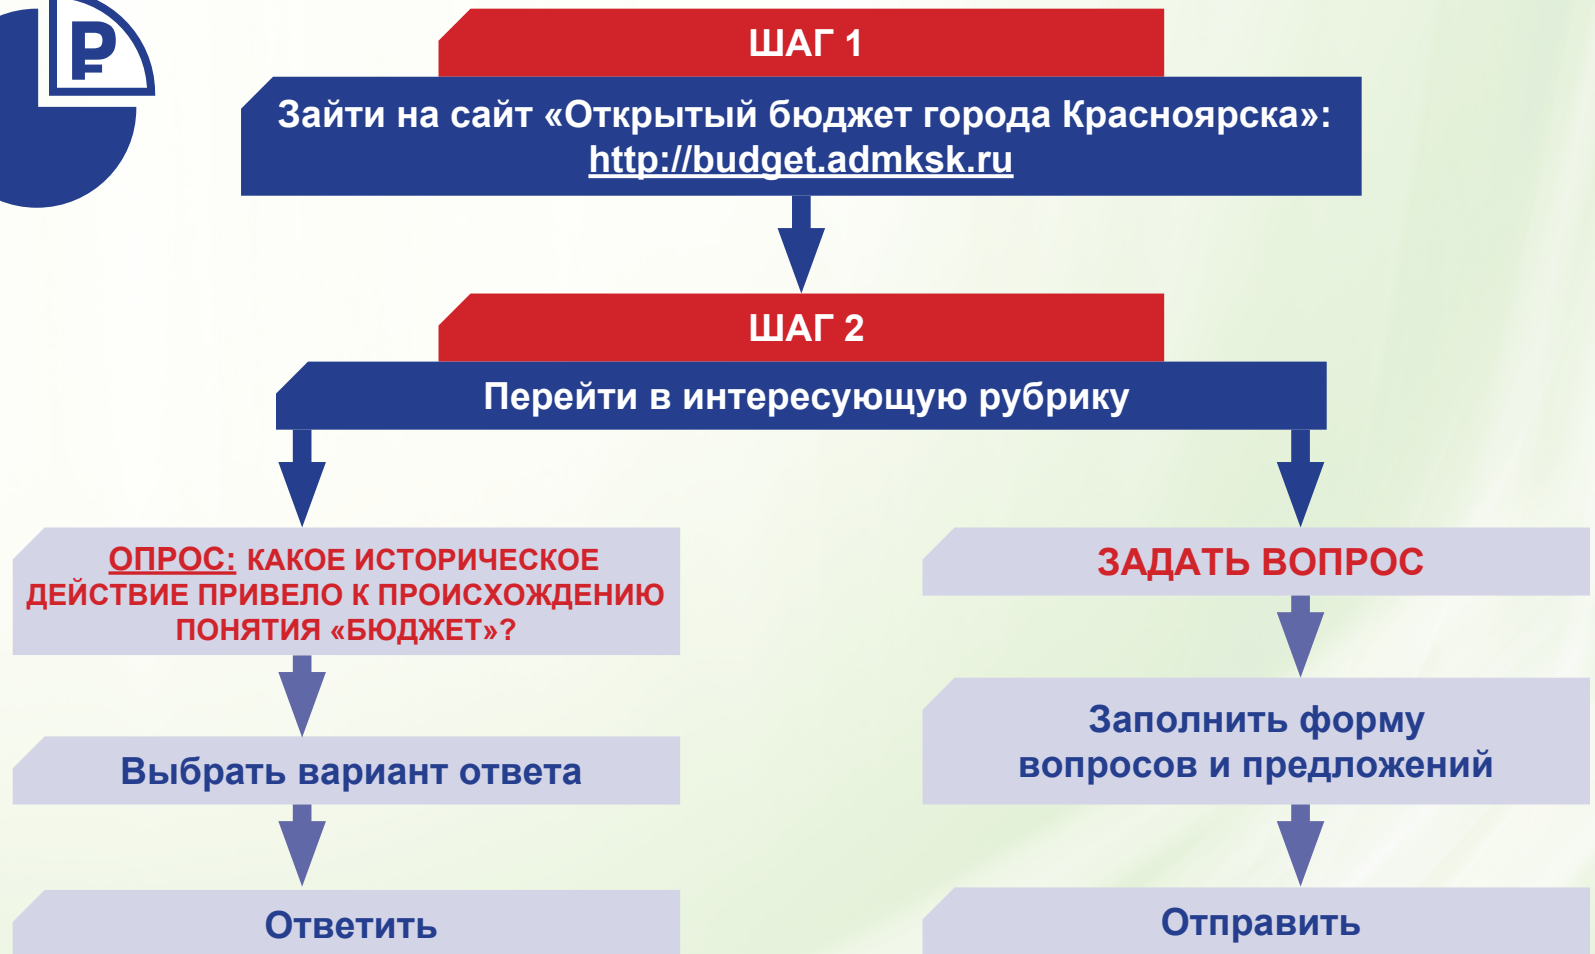 ШАГ 1
Зайти на сайт «Открытый бюджет города Красноярска»:
http://budget.admksk.ru
ШАГ 2
Перейти в интересующую рубрику
ОПРОС: КАКОЕ ИСТОРИЧЕСКОЕ
ДЕЙСТВИЕ ПРИВЕЛО К ПРОИСХОЖДЕНИЮ
ПОНЯТИЯ «БЮДЖЕТ»?
Выбрать вариант ответа
Ответить
ЗАДАТЬ ВОПРОС
Заполнить форму
вопросов и предложений
Отправить